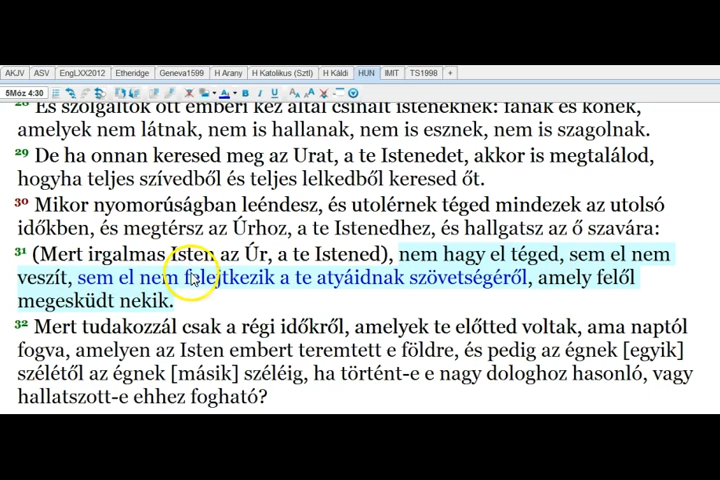 AKJV ASV EngLXX2012 Etheridge Geneva1599 H Arany H Katolikus (Sztl) H Káldi HUN IMIT TS1998 +
5Móz 4:30 B I U
28 És szolgáltok ott emberi kéz által csinált isteneknek: fának és kőnek,
amelyek nem látnak, nem is hallanak, nem is esznek, nem is szagolnak.
29 De ha onnan keresed meg az Urat, a te Istenedet, akkor is megtalálod,
hogyha teljes szívedből és teljes lelkedből keresed őt.
30 Mikor nyomorúságban leéndesz, és utolérnek téged mindezek az utolsó
időkben, és megtérsz az Úrhoz, a te Istenedhez, és hallgatsz az ő szavára:
31 (Mert irgalmas Isten az Úr, a te Istened), nem hagy el téged, sem el nem
veszít, sem el nem felejtkezik a te atyáidnak szövetségéről, amely felől
megesküdt nekik.
32 Mert tudakozzál csak a régi időkről, amelyek te előtted voltak, ama naptól
fogva, amelyen az Isten embert teremtett e földre, és pedig az égnek [egyik]
szélétől az égnek [másik] széléig, ha történt-e e nagy dologhoz hasonló, vagy
hallatszott-e ehhez fogható?